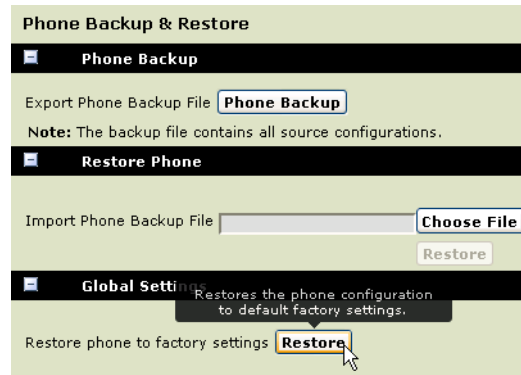 Phone Backup & Restore
Phone Backup
Export Phone Backup File Phone Backup
Note: The backup file contains all source configurations.
Restore Phone
Import Phone Backup File Choose File
Restore
Global Settings
Restores the phone configuration
to default factory settings.
Restore phone to factory settings Restore